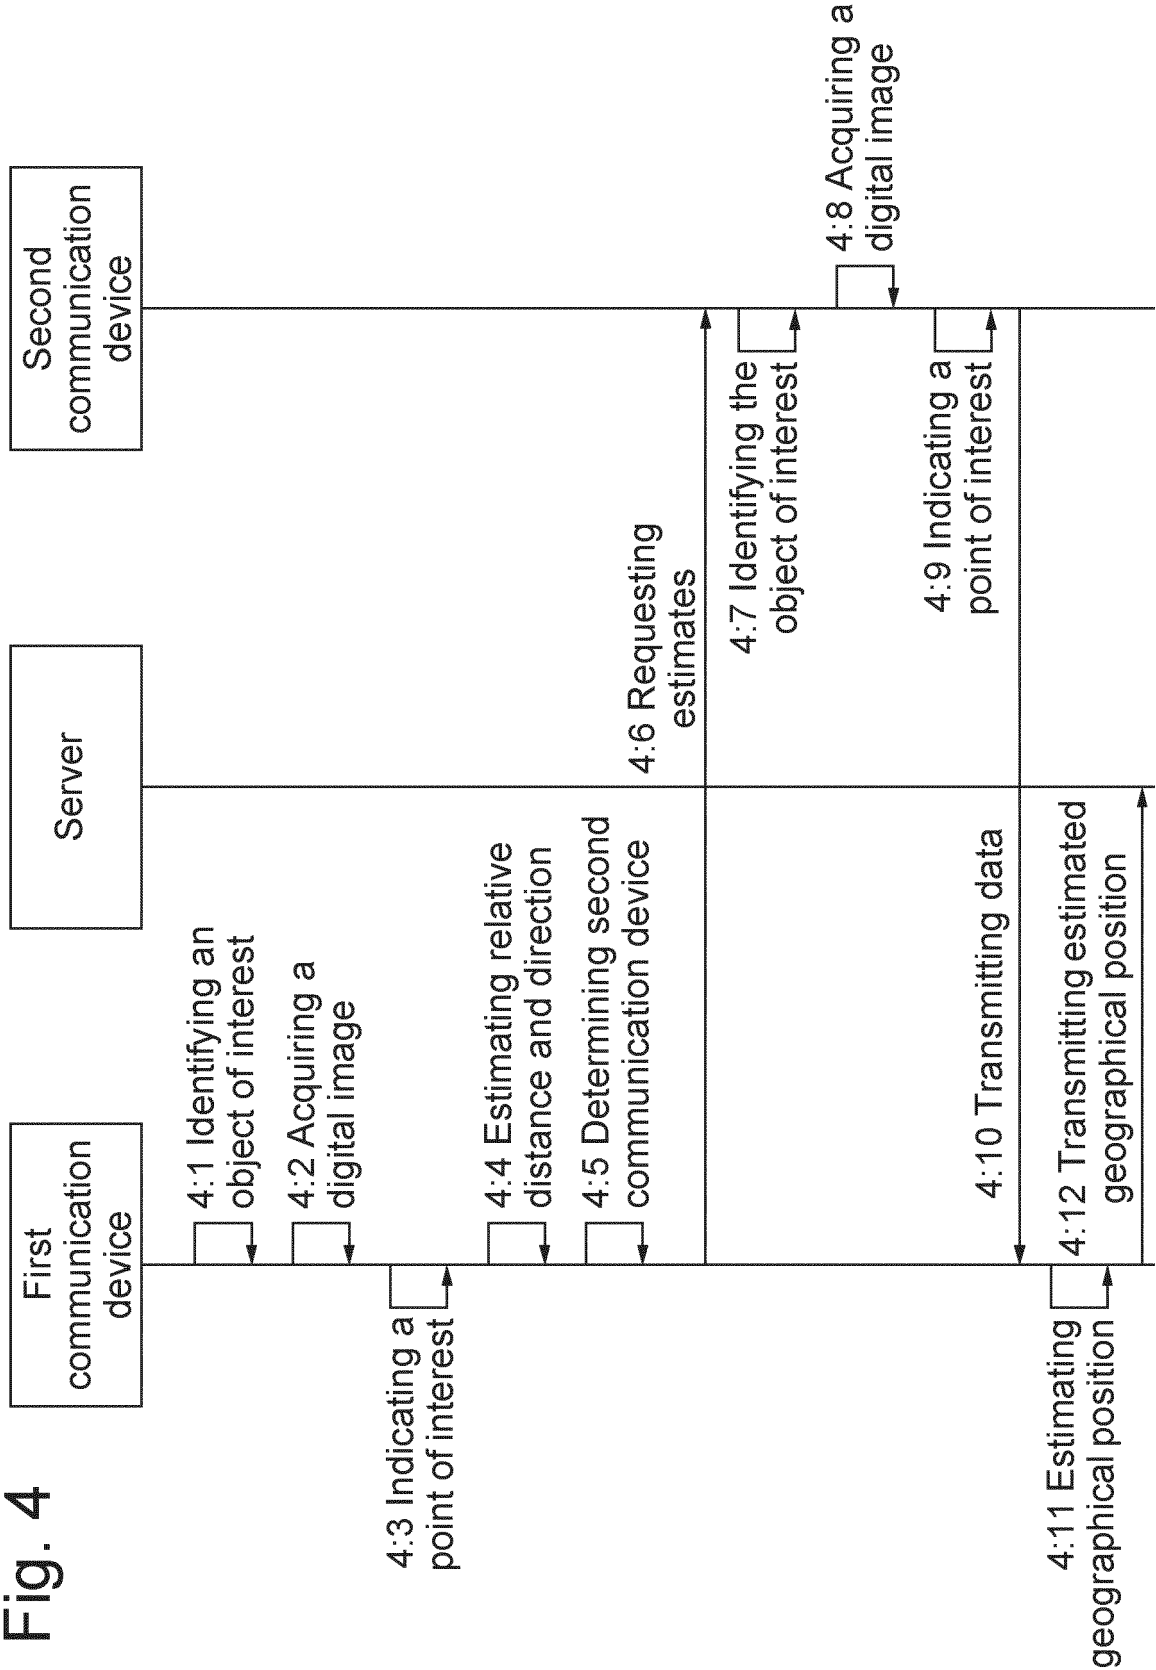 Fig. 4
First
communication
device
Server
Second
communication
device
4:1 Identifying an
object of interest
4:2 Acquiring a
digital image
4:3 Indicating a
point of interest
4:4 Estimating relative
distance and direction
4:5 Determining second
communication device
4:6 Requesting
estimates
4:7 Identifying the
object of interest
4:8 Acquiring a
digital image
4:9 Indicating a
point of interest
4:10 Transmitting data
4:11 Estimating
geographical position
4:12 Transmitting estimated
geographical position